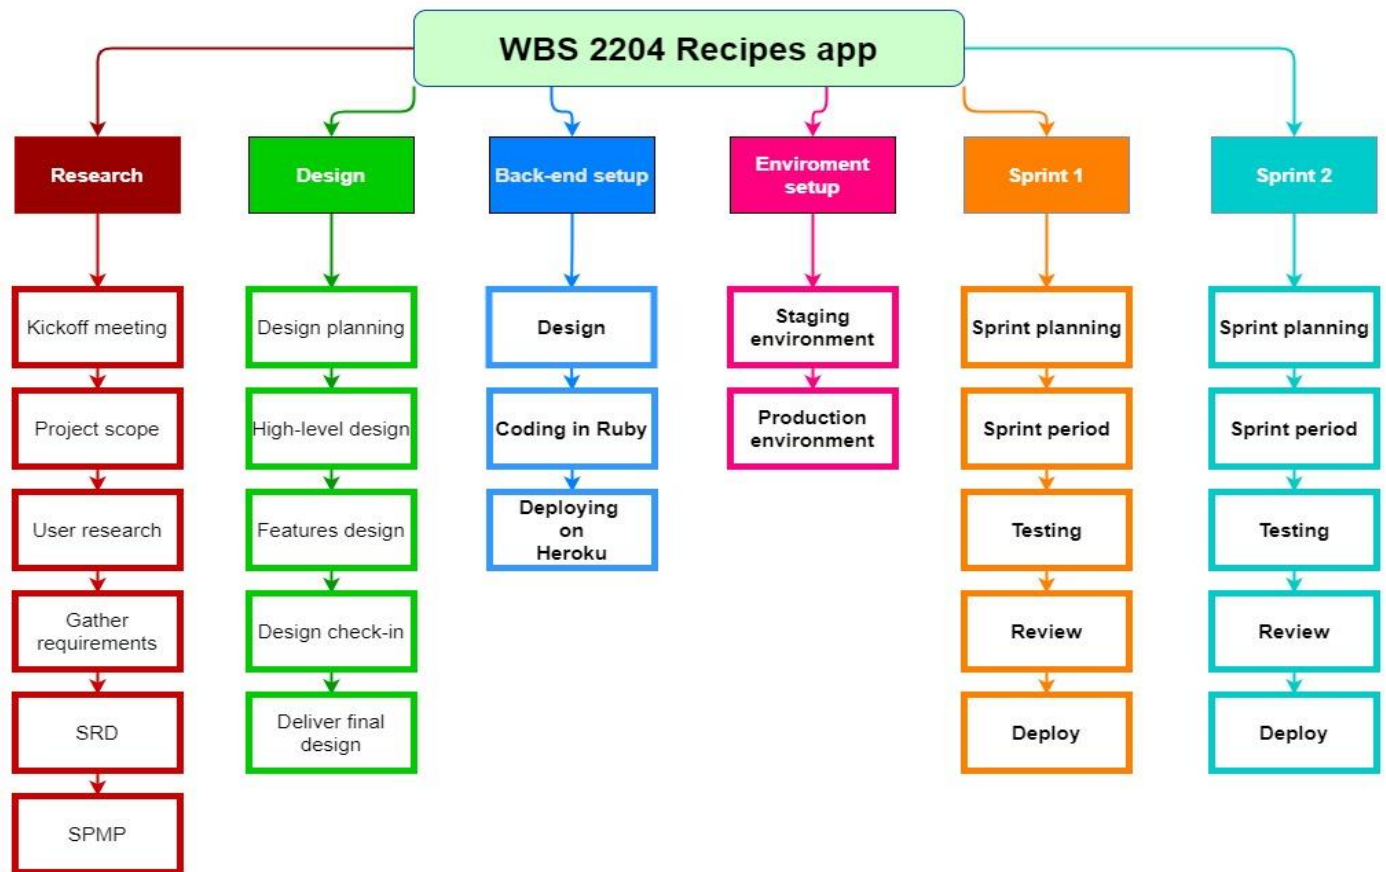 WBS 2204 Recipes app
Research
Kickoff meeting
Project scope
User research
Gather
requirements
SRD
SPMP
Design
Design planning
High-level design
Features design
Design check-in
Deliver final
design
Back-end setup
Design
Coding in Ruby
Deploying
on
Heroku
Enviroment
setup
Staging
environment
Production
environment
Sprint 1
Sprint planning
Sprint period
Testing
Review
Deploy
Sprint 2
Sprint planning
Sprint period
Testing
Review
Deploy